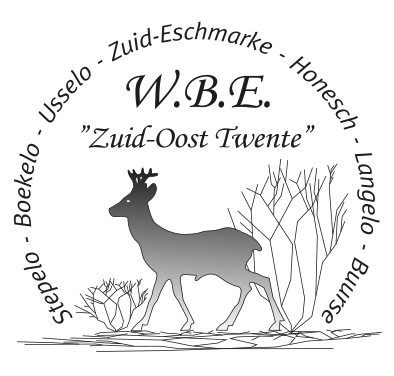 Stepelo - Boekelo - Usselo - Zuid-Eschmarke - Honesch - Langelo - Buurse
W.B.E.
"Zuid-Oost Twente"